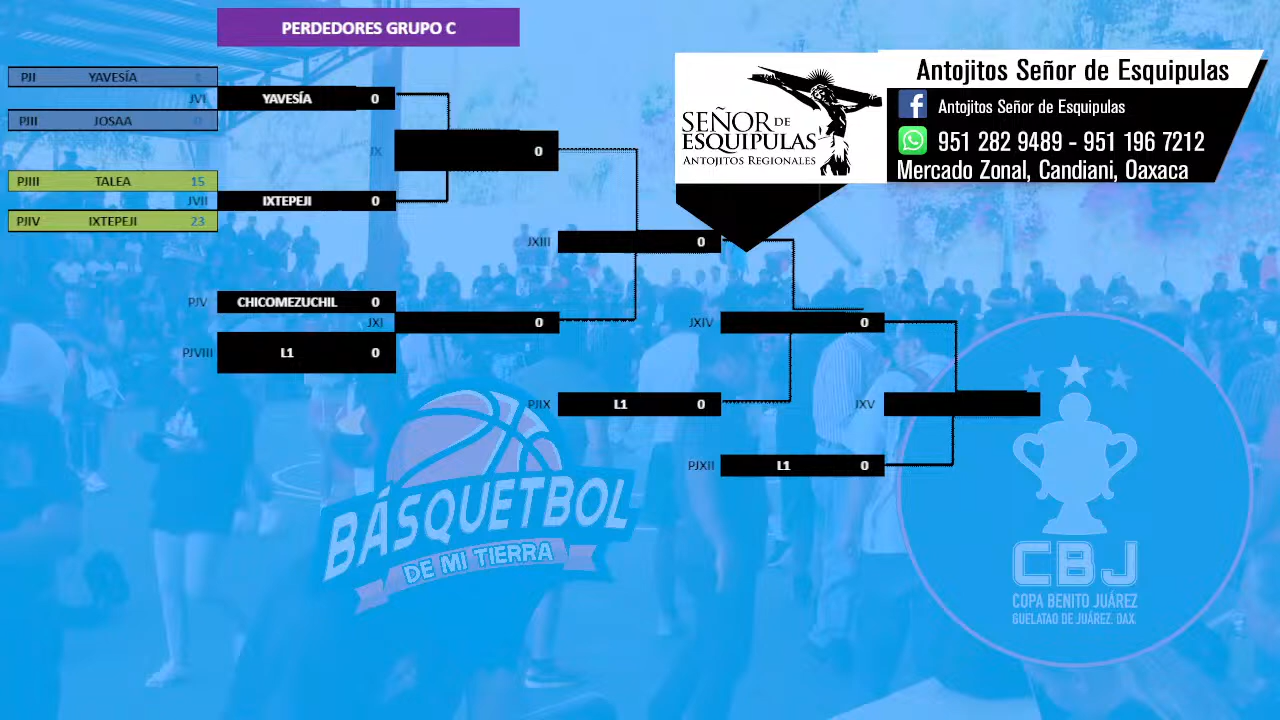 PERDEDORES GRUPO C
PJI YAVESÍA
JVI YAVESÍA 0
PJII JOSAA 0
JX 0
PJIII TALEA 15
JVII IXTEPEJI 0
PJIV IXTEPEJI 23
JXIII 0
PJV CHICOMEZUCHIL 0
JXI 0
PJVIII L1 0
JXIV 0
PJIX L1 0
JXV
PJXII L1 0
SEÑOR DE
ESQUIPULAS
ANTOJITOS REGIONALES
Antojitos Señor de Esquipulas
f Antojitos Señor de Esquipulas
951 282 9489 - 951 196 7212
Mercado Zonal, Candiani, Oaxaca
BÁSQUETBOL
DE MI TIERRA
CBJ
COPA BENITO JUÁREZ
GUELATAO DE JUÁREZ. OAX.